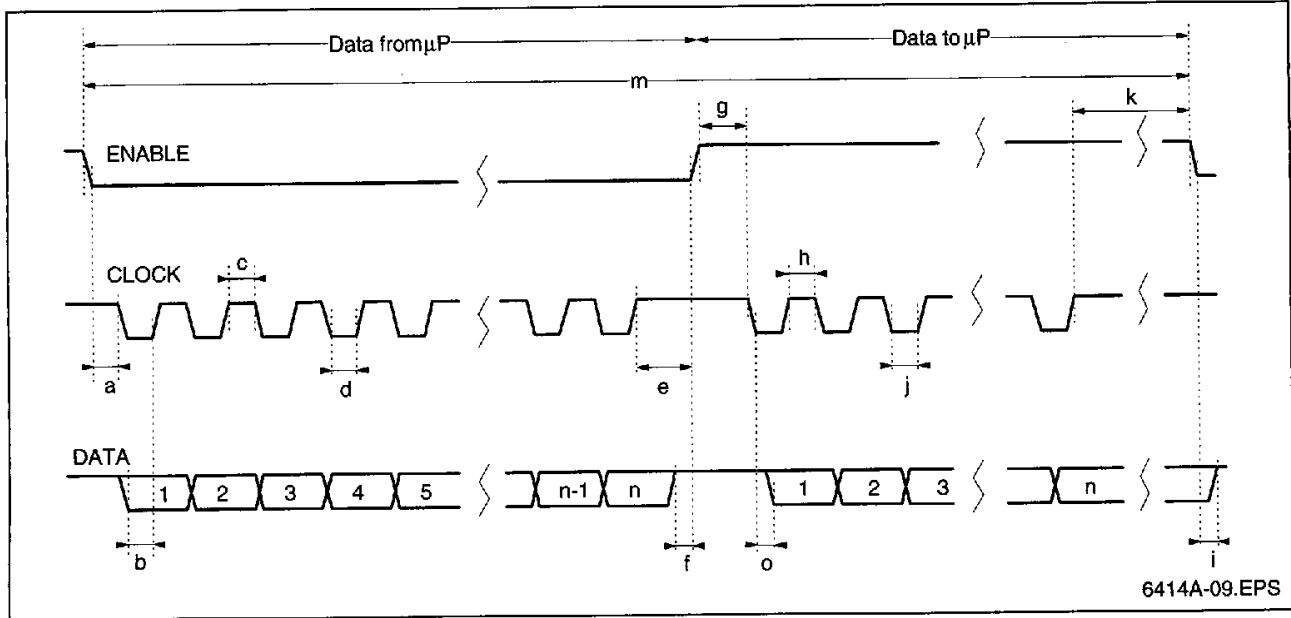 Data from μP
Data to μP
m
g
k
ENABLE
c
h
CLOCK
a
d
e
j
DATA
1 2 3 4 5 n-1 n 1 2 3 n
b
f
o
i
6414A-09.EPS